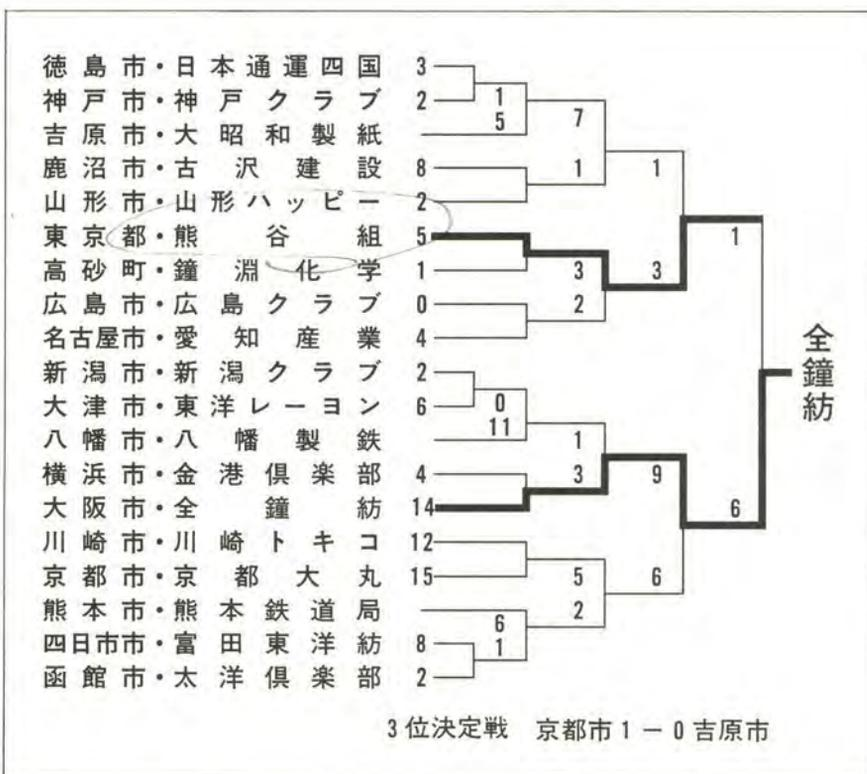 徳島市・日本通運四国 3
神戸市・神戸クラブ 2
吉原市・大昭和製紙
鹿沼市・古沢建設 8
山形市・山形ハッピー 2
東京都・熊谷組 5
高砂町・鐘淵化学 1
広島市・広島クラブ 0
名古屋市・愛知産業 4
新潟市・新潟クラブ 2
大津市・東洋レーヨン 6
八幡市・八幡製鉄
横浜市・金港倶楽部 4
大阪市・全鐘紡 14
川崎市・川崎トキコ 12
京都市・京都大丸 15
熊本市・熊本鉄道局
四日市市・富田東洋紡 8
函館市・太洋倶楽部 2
1
5
7
1
1
3
2
3
1
0
11
1
3
9
6
5
6
2
1
6
全鐘紡
3位決定戦 京都市1－0吉原市